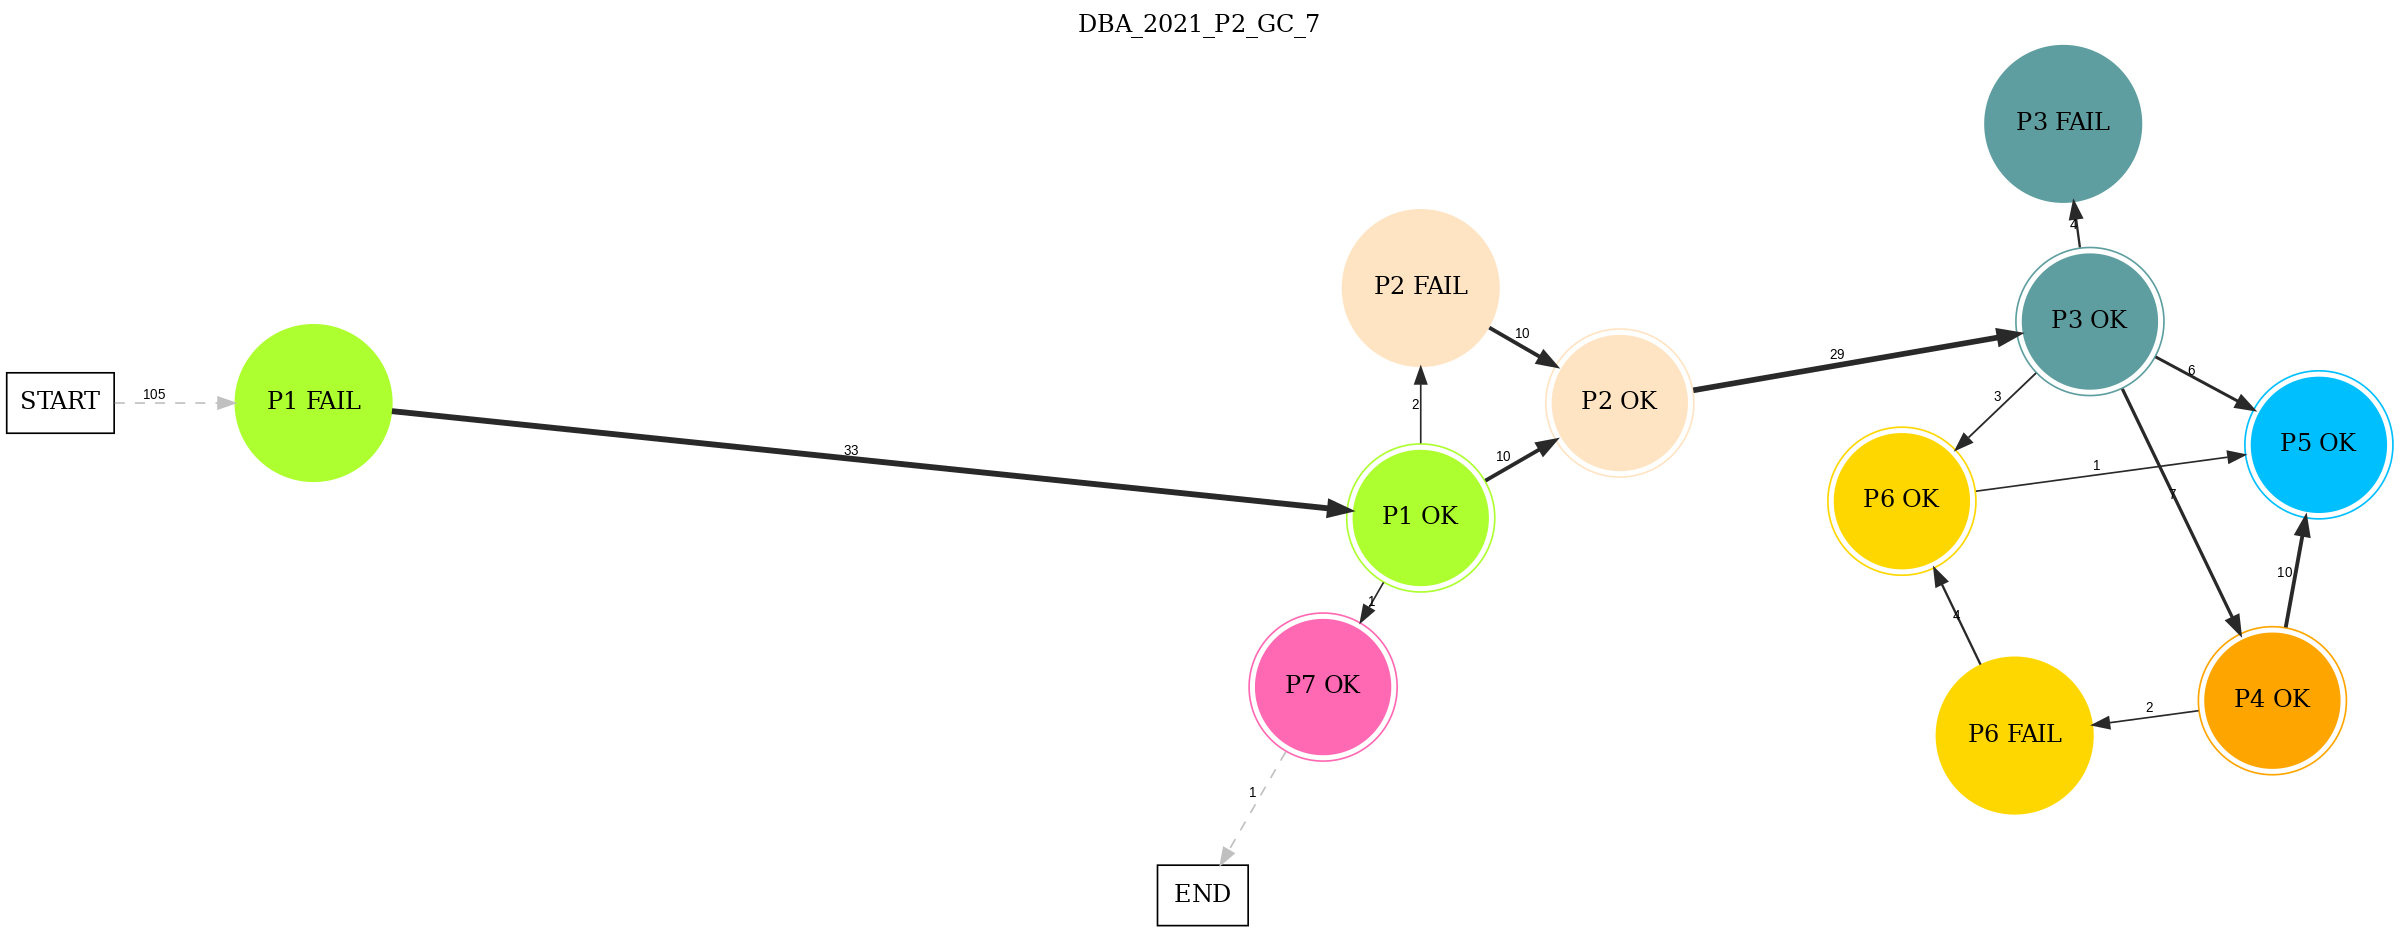 DBA_2021_P2_GC_7
P3 FAIL
4
P2 FAIL
10
P3 OK
29
6
START
105
P1 FAIL
2
P2 OK
3
P5 OK
33
10
1
7
P6 OK
P1 OK
10
1
4
P7 OK
P4 OK
2
P6 FAIL
1
END